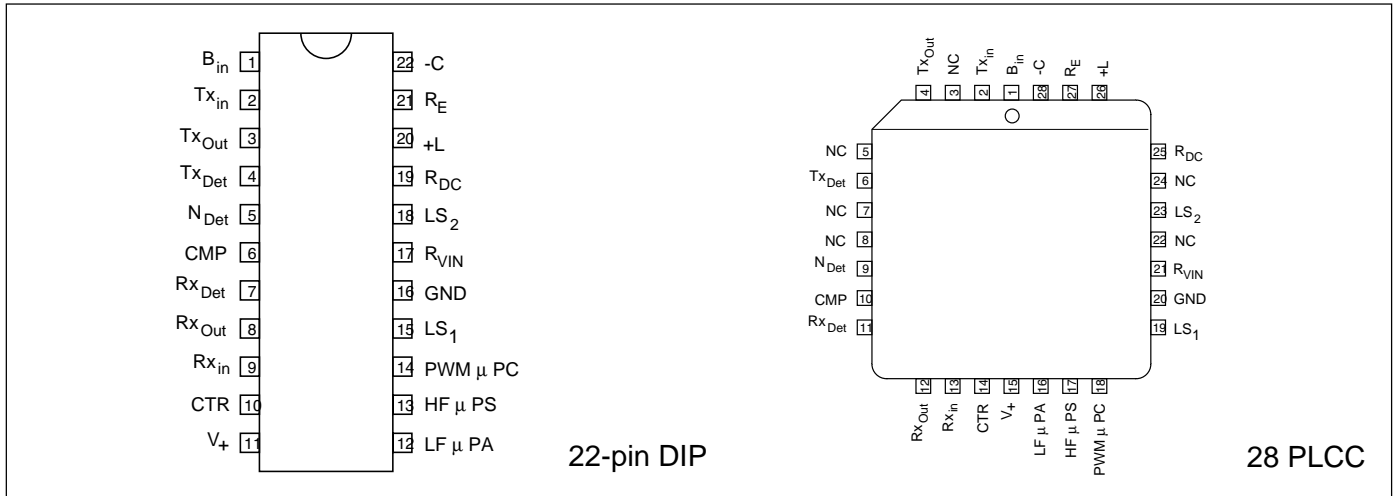 B_in 1
Tx_in 2
Tx_Out 3
Tx_Det 4
N_Det 5
CMP 6
Rx_Det 7
Rx_Out 8
Rx_in 9
CTR 10
V+ 11
22 -C
21 R_E
20 +L
19 R_DC
18 LS_2
17 R_VIN
16 GND
15 LS_1
14 PWM μ PC
13 HF μ PS
12 LF μ PA
22-pin DIP
Tx_Out 4
NC 3
Tx_in 2
B_in 1
-C 28
R_E 27
+L 26
NC 5
Tx_Det 6
NC 7
NC 8
N_Det 9
CMP 10
Rx_Det 11
25 R_DC
24 NC
23 LS_2
22 NC
21 R_VIN
20 GND
19 LS_1
12 Rx_Out
13 Rx_in
14 CTR
15 V+
16 LF μ PA
17 HF μ PS
18 PWM μ PC
28 PLCC